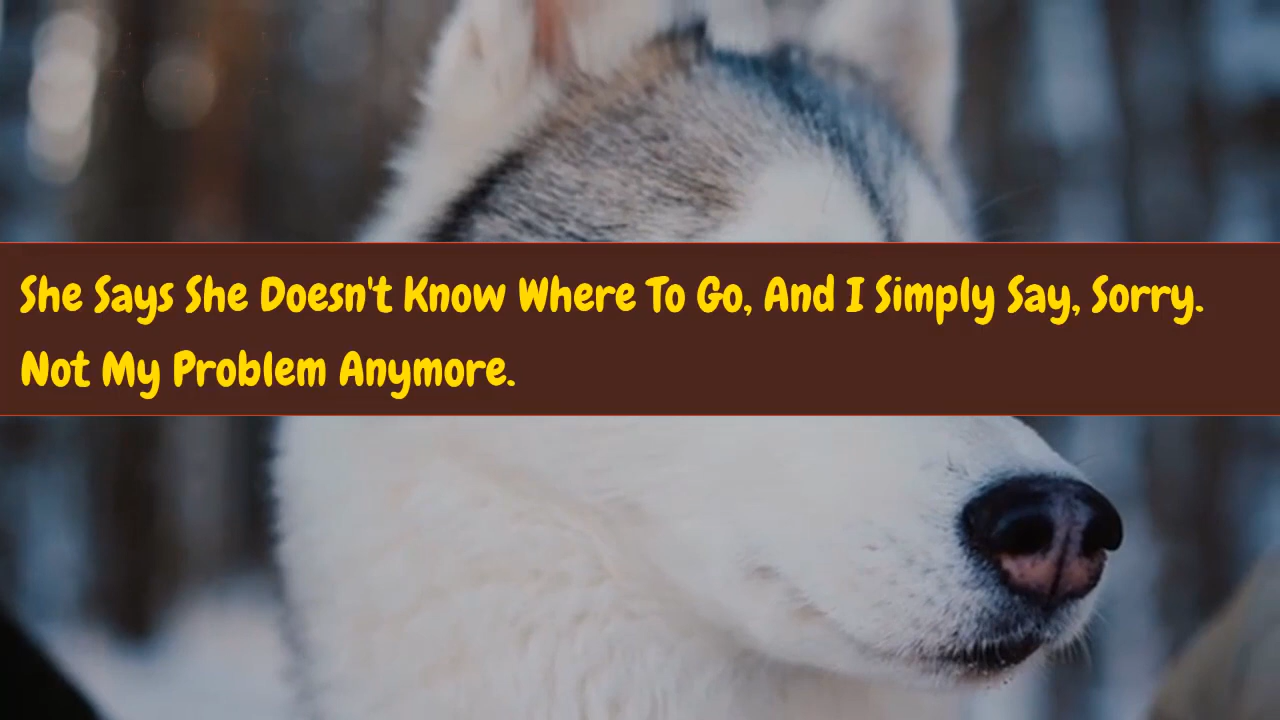 She Says She Doesn't Know Where To Go, And I Simply Say, Sorry.
Not My Problem Anymore.